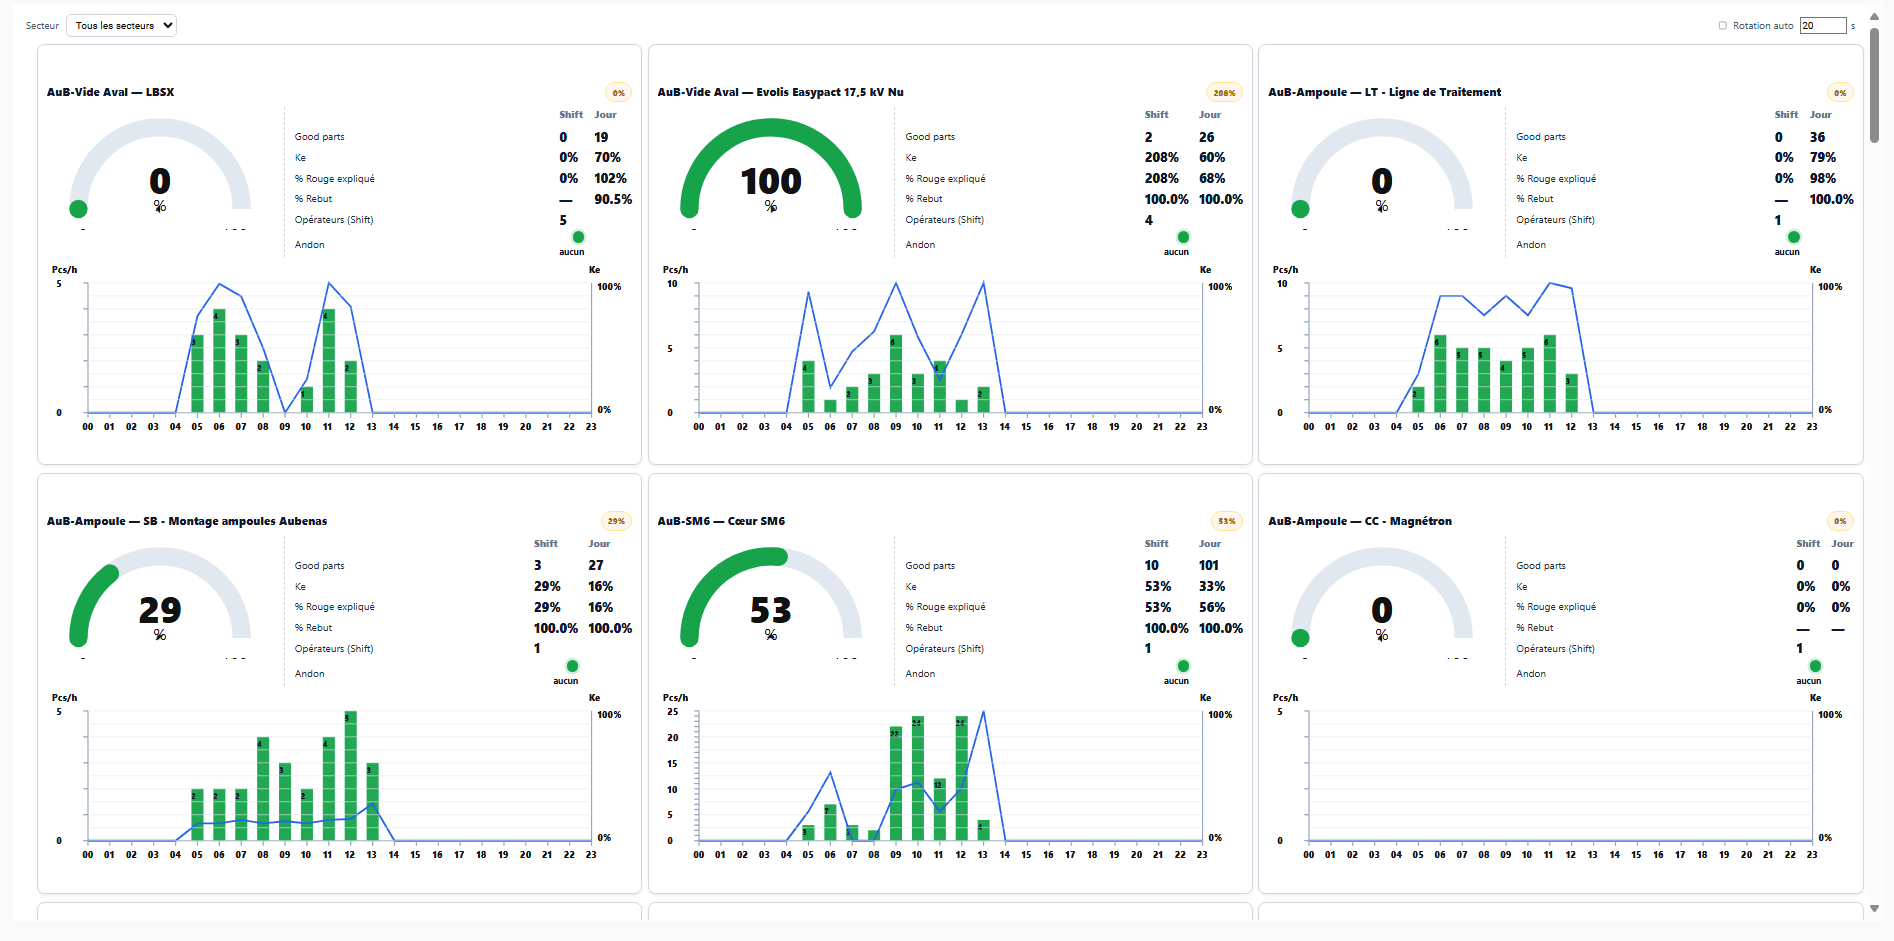 Secteur Tous les secteurs Rotation auto 20 s
AuB-Vide Aval — LBSX 0%
Shift Jour
Good parts 0 19
Ke 0% 70%
% Rouge expliqué 0% 102%
% Rebut — 90.5%
Opérateurs (Shift) 5
Andon aucun
0
%
Pcs/h Ke
5 100%
3 4 3 2 1 4 2
0 0%
00 01 02 03 04 05 06 07 08 09 10 11 12 13 14 15 16 17 18 19 20 21 22 23
AuB-Vide Aval — Evolis Easypact 17,5 kV Nu 208%
Shift Jour
Good parts 2 26
Ke 208% 60%
% Rouge expliqué 208% 68%
% Rebut 100.0% 100.0%
Opérateurs (Shift) 4
Andon aucun
100
%
Pcs/h Ke
10 100%
5
4 2 3 6 3 4 2
0 0%
00 01 02 03 04 05 06 07 08 09 10 11 12 13 14 15 16 17 18 19 20 21 22 23
AuB-Ampoule — LT - Ligne de Traitement 0%
Shift Jour
Good parts 0 36
Ke 0% 79%
% Rouge expliqué 0% 98%
% Rebut — 100.0%
Opérateurs (Shift) 1
Andon aucun
0
%
Pcs/h Ke
10 100%
5
2 6 5 5 4 5 6 3
0 0%
00 01 02 03 04 05 06 07 08 09 10 11 12 13 14 15 16 17 18 19 20 21 22 23
AuB-Ampoule — SB - Montage ampoules Aubenas 29%
Shift Jour
Good parts 3 27
Ke 29% 16%
% Rouge expliqué 29% 16%
% Rebut 100.0% 100.0%
Opérateurs (Shift) 1
Andon aucun
29
%
Pcs/h Ke
5 100%
2 2 2 4 3 2 4 5 3
0 0%
00 01 02 03 04 05 06 07 08 09 10 11 12 13 14 15 16 17 18 19 20 21 22 23
AuB-SM6 — Cœur SM6 53%
Shift Jour
Good parts 10 101
Ke 53% 33%
% Rouge expliqué 53% 56%
% Rebut 100.0% 100.0%
Opérateurs (Shift) 1
Andon aucun
53
%
Pcs/h Ke
25 100%
20
15
10
5
3 7 3 22 24 12 24 4
0 0%
00 01 02 03 04 05 06 07 08 09 10 11 12 13 14 15 16 17 18 19 20 21 22 23
AuB-Ampoule — CC - Magnétron 0%
Shift Jour
Good parts 0 0
Ke 0% 0%
% Rouge expliqué 0% 0%
% Rebut — —
Opérateurs (Shift) 1
Andon aucun
0
%
Pcs/h Ke
5 100%
0 0%
00 01 02 03 04 05 06 07 08 09 10 11 12 13 14 15 16 17 18 19 20 21 22 23